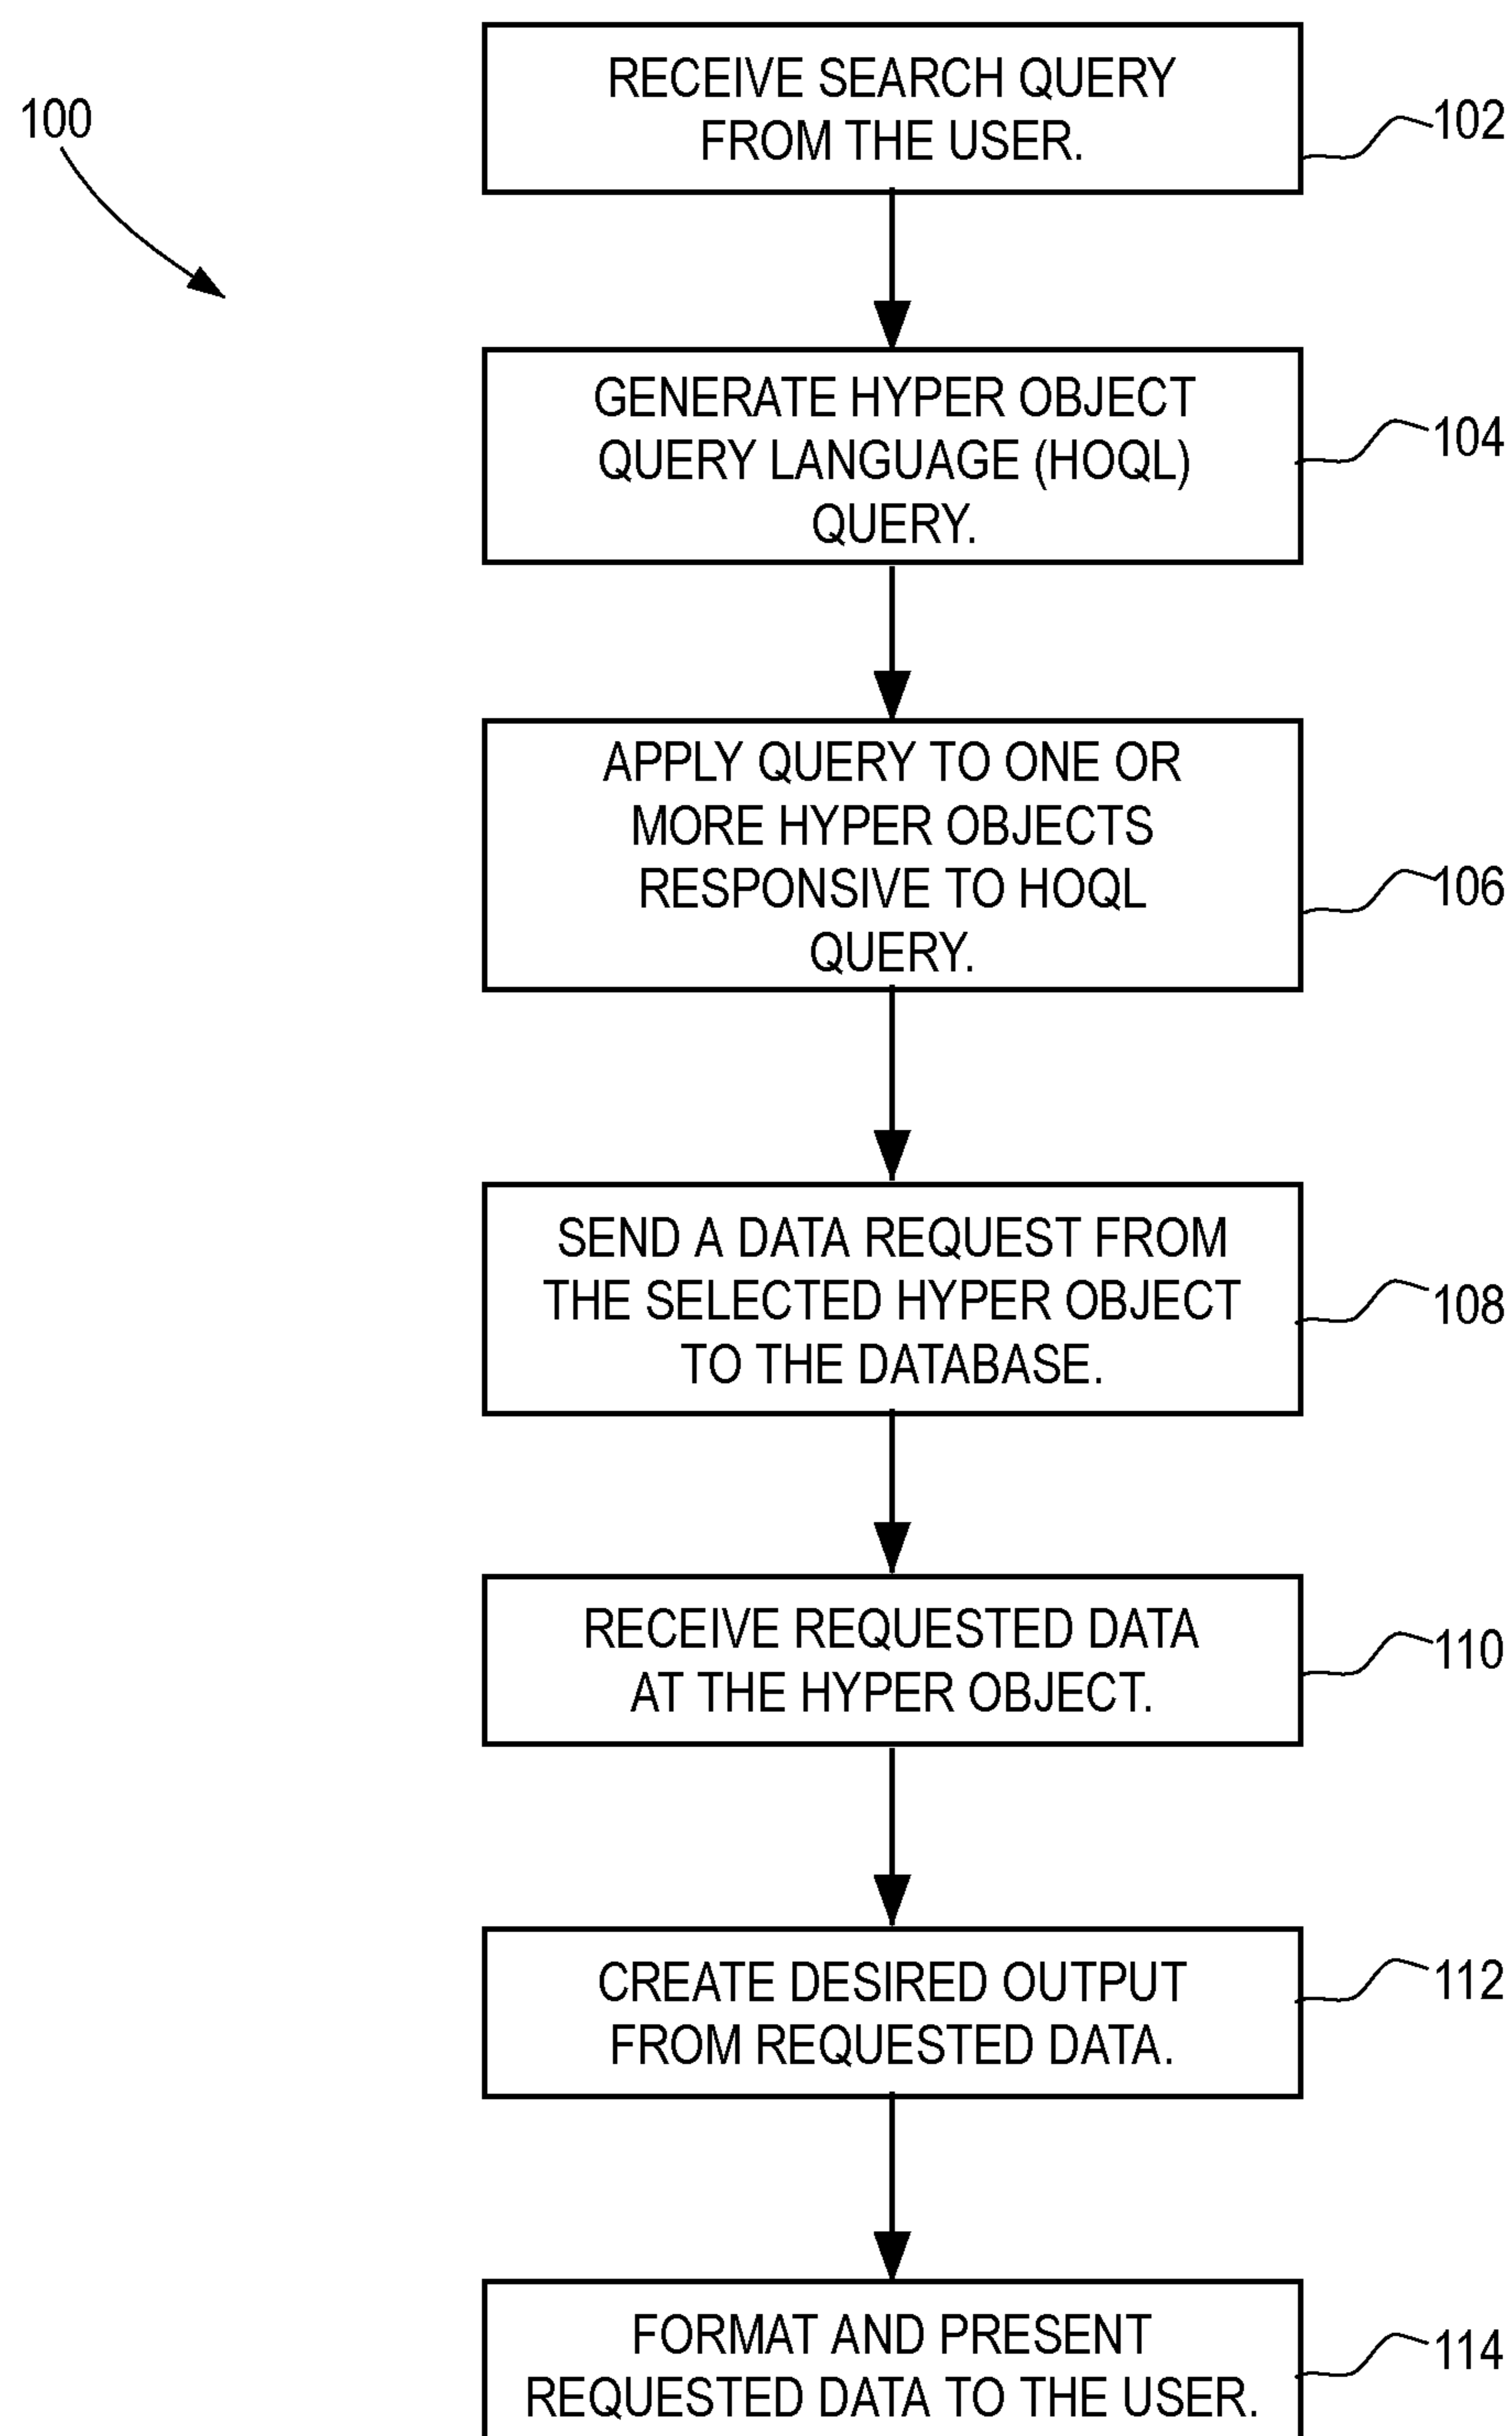 100
RECEIVE SEARCH QUERY
FROM THE USER.
102
GENERATE HYPER OBJECT
QUERY LANGUAGE (HOQL)
QUERY.
104
APPLY QUERY TO ONE OR
MORE HYPER OBJECTS
RESPONSIVE TO HOQL
QUERY.
106
SEND A DATA REQUEST FROM
THE SELECTED HYPER OBJECT
TO THE DATABASE.
108
RECEIVE REQUESTED DATA
AT THE HYPER OBJECT.
110
CREATE DESIRED OUTPUT
FROM REQUESTED DATA.
112
FORMAT AND PRESENT
REQUESTED DATA TO THE USER.
114